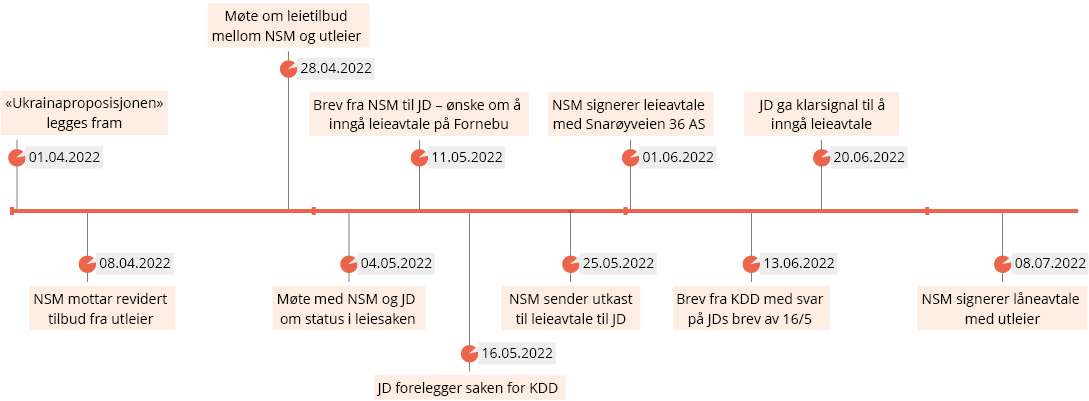 «Ukrainaproposisjonen»
legges fram
01.04.2022
08.04.2022
NSM mottar revidert
tilbud fra utleier
Møte om leietilbud
mellom NSM og utleier
28.04.2022
04.05.2022
Møte med NSM og JD
om status i leiesaken
Brev fra NSM til JD – ønske om å
inngå leieavtale på Fornebu
11.05.2022
16.05.2022
JD forelegger saken for KDD
25.05.2022
NSM sender utkast
til leieavtale til JD
NSM signerer leieavtale
med Snarøyveien 36 AS
01.06.2022
13.06.2022
Brev fra KDD med svar
på JDs brev av 16/5
JD ga klarsignal til å
inngå leieavtale
20.06.2022
08.07.2022
NSM signerer låneavtale
med utleier